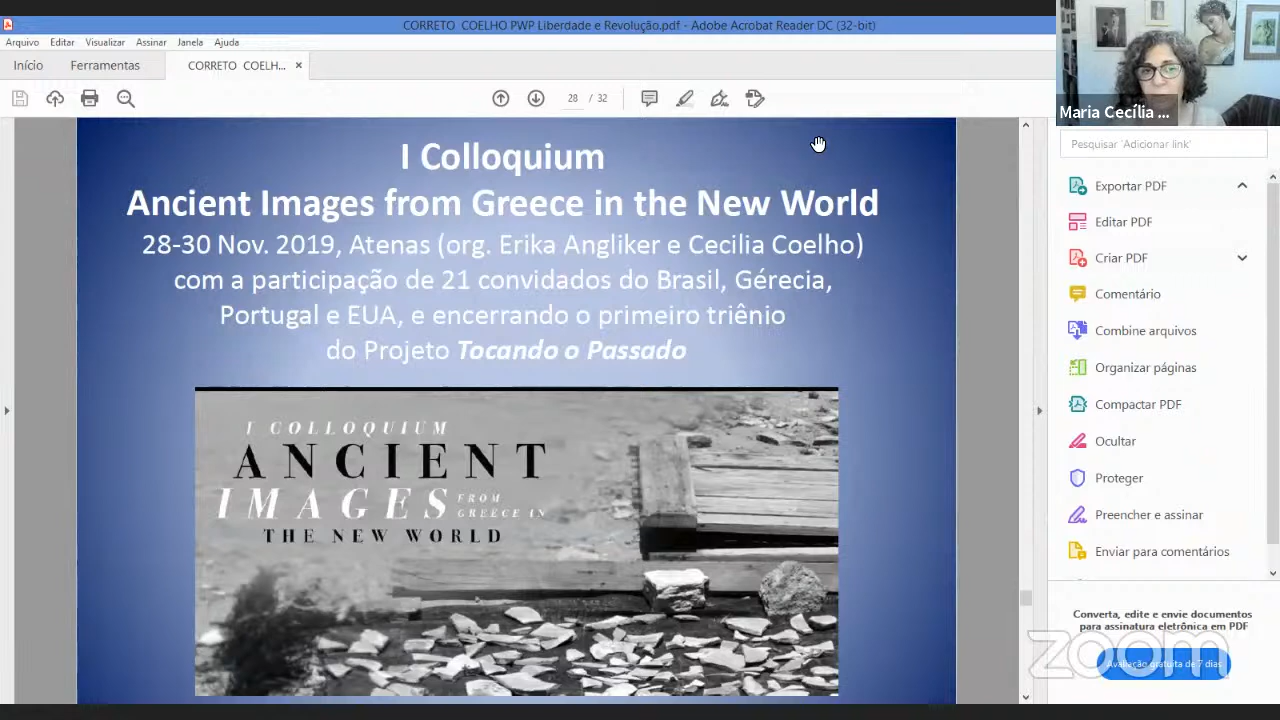 CORRETO COELHO PWP Liberdade e Revolução.pdf - Adobe Acrobat Reader DC (32-bit)
Arquivo Editar Visualizar Assinar Janela Ajuda
Início Ferramentas CORRETO COELH... ×
28 / 32
Maria Cecília ...
I Colloquium
Ancient Images from Greece in the New World
28-30 Nov. 2019, Atenas (org. Erika Angliker e Cecilia Coelho)
com a participação de 21 convidados do Brasil, Gérecia,
Portugal e EUA, e encerrando o primeiro triênio
do Projeto Tocando o Passado
I COLLOQUIUM
ANCIENT
IMAGES FROM
GREECE IN
THE NEW WORLD
Pesquisar 'Adicionar link'
Exportar PDF
Editar PDF
Criar PDF
Comentário
Combine arquivos
Organizar páginas
Compactar PDF
Ocultar
Proteger
Preencher e assinar
Enviar para comentários
Converta, edite e envie documentos
para assinatura eletrônica em PDF
Avaliação gratuita de 7 dias
zoom